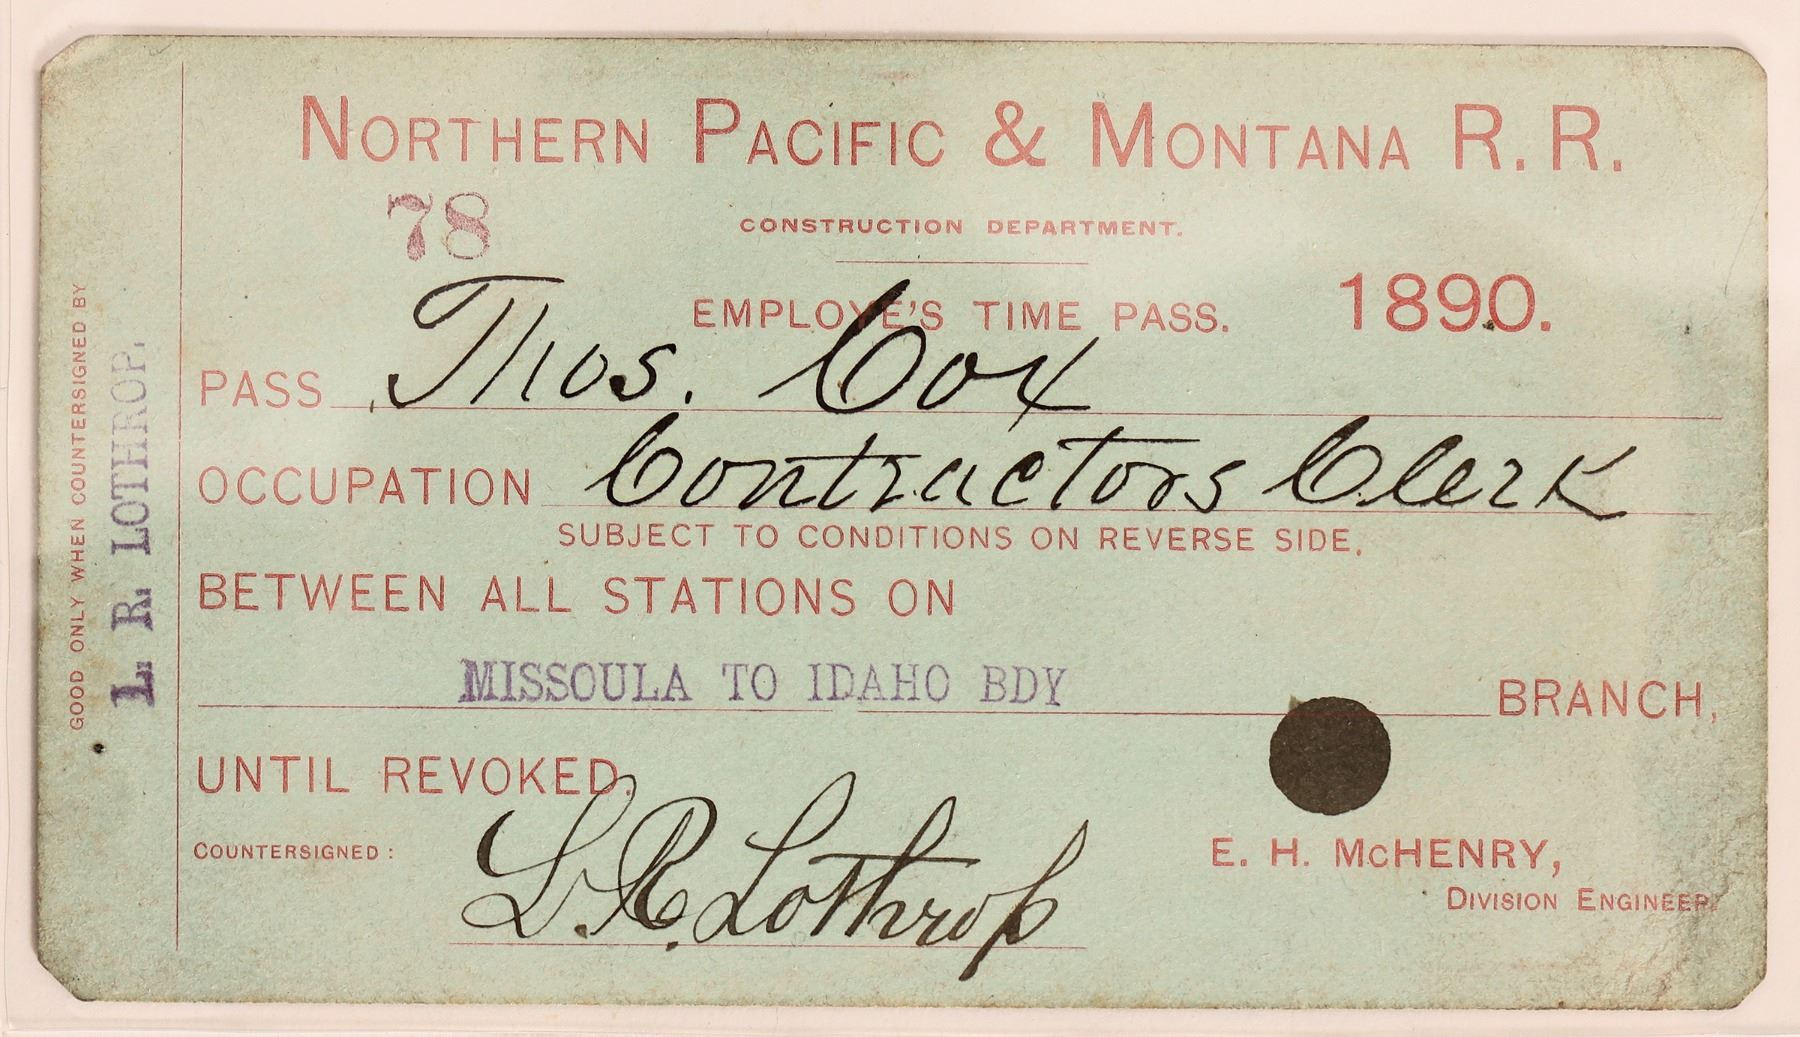 NORTHERN PACIFIC & MONTANA R. R.
78
CONSTRUCTION DEPARTMENT.
EMPLOYE'S TIME PASS. 1890.
PASS Thos. Cox
OCCUPATION Contractors Clerk
SUBJECT TO CONDITIONS ON REVERSE SIDE.
BETWEEN ALL STATIONS ON
MISSOULA TO IDAHO BDY BRANCH,
UNTIL REVOKED.
COUNTERSIGNED: L. R. Lothrop
E. H. McHENRY,
DIVISION ENGINEER.
GOOD ONLY WHEN COUNTERSIGNED BY
L. R. LOTHROP.